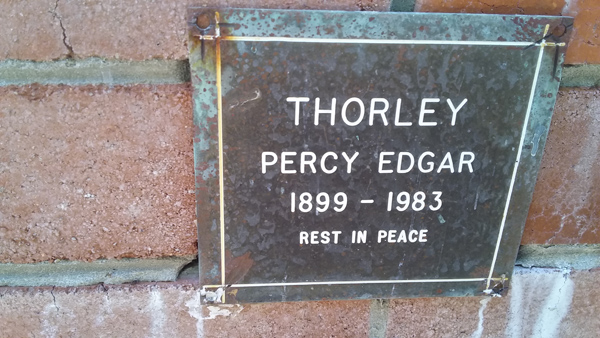 THORLEY
PERCY EDGAR
1899 – 1983
REST IN PEACE